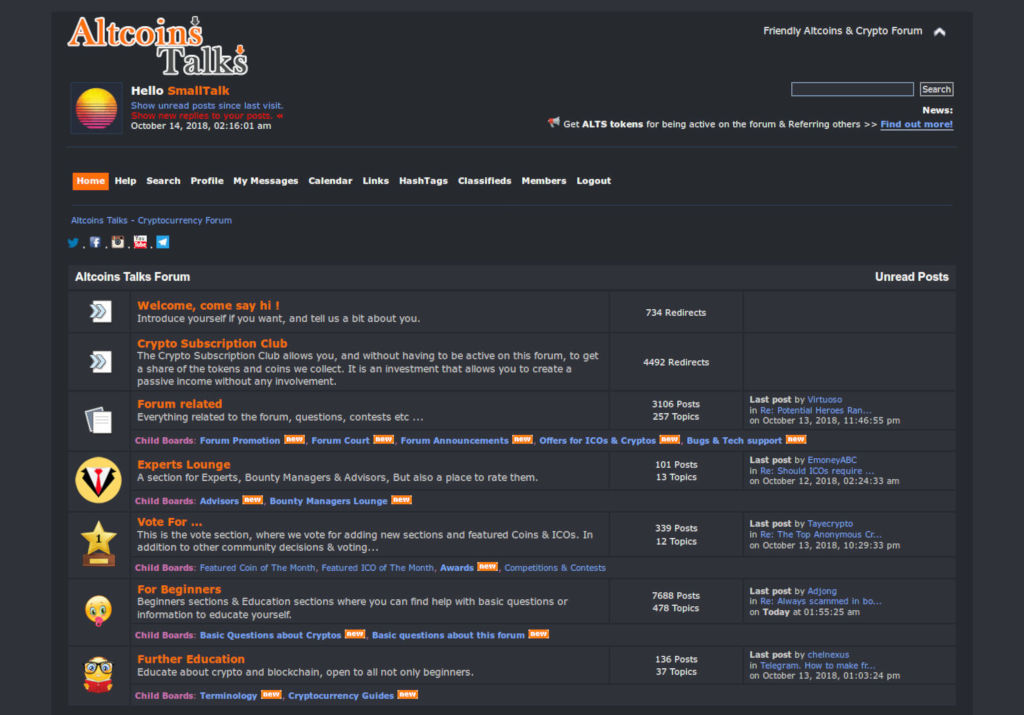 Altcoins
Talks
Friendly Altcoins & Crypto Forum
Hello SmallTalk
Show unread posts since last visit.
Show new replies to your posts. «
October 14, 2018, 02:16:01 am
Search
News:
Get ALTS tokens for being active on the forum & Referring others >> Find out more!
Home Help Search Profile My Messages Calendar Links HashTags Classifieds Members Logout
Altcoins Talks - Cryptocurrency Forum
, , , You Tube ,
Altcoins Talks Forum Unread Posts
Welcome, come say hi !
Introduce yourself if you want, and tell us a bit about you.
734 Redirects
Crypto Subscription Club
The Crypto Subscription Club allows you, and without having to be active on this forum, to get
a share of the tokens and coins we collect. It is an investment that allows you to create a
passive income without any involvement.
4492 Redirects
Forum related
Everything related to the forum, questions, contests etc ...
3106 Posts
257 Topics
Last post by Virtuoso
in Re: Potential Heroes Ran...
on October 13, 2018, 11:46:55 pm
Child Boards: Forum Promotion new, Forum Court new, Forum Announcements new, Offers for ICOs & Cryptos new, Bugs & Tech support new
Experts Lounge
A section for Experts, Bounty Managers & Advisors, But also a place to rate them.
101 Posts
13 Topics
Last post by EmoneyABC
in Re: Should ICOs require ...
on October 12, 2018, 02:24:33 am
Child Boards: Advisors new, Bounty Managers Lounge new
1
Vote For ...
This is the vote section, where we vote for adding new sections and featured Coins & ICOs. In
addition to other community decisions & voting...
339 Posts
12 Topics
Last post by Tayecrypto
in Re: The Top Anonymous Cr...
on October 13, 2018, 10:29:33 pm
Child Boards: Featured Coin of The Month, Featured ICO of The Month, Awards new, Competitions & Contests
For Beginners
Beginners sections & Education sections where you can find help with basic questions or
information to educate yourself.
7688 Posts
478 Topics
Last post by Adjong
in Re: Always scammed in bo...
on Today at 01:55:25 am
Child Boards: Basic Questions about Cryptos new, Basic questions about this forum new
Further Education
Educate about crypto and blockchain, open to all not only beginners.
136 Posts
37 Topics
Last post by chelnexus
in Telegram. How to make fr...
on October 13, 2018, 01:03:24 pm
Child Boards: Terminology new, Cryptocurrency Guides new